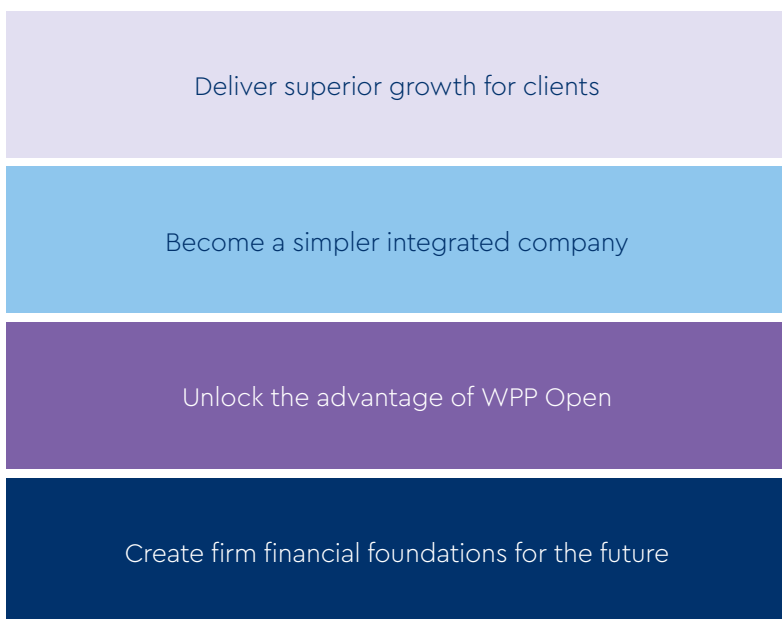 Deliver superior growth for clients
Become a simpler integrated company
Unlock the advantage of WPP Open
Create firm financial foundations for the future